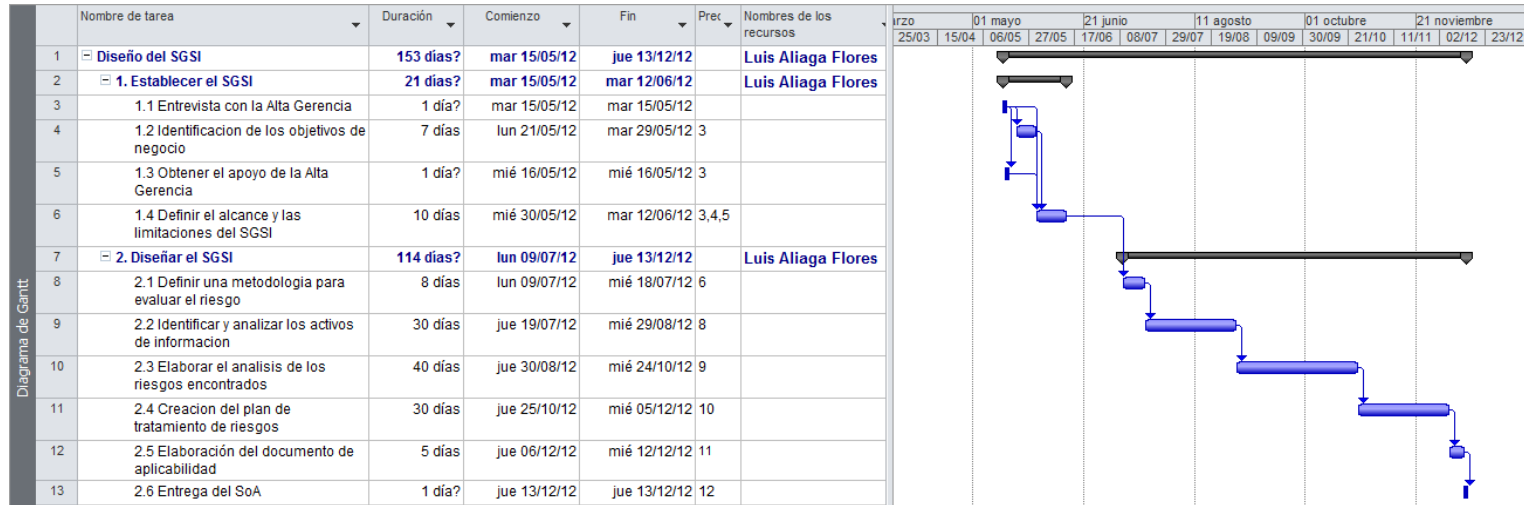 Nombre de tarea Duración Comienzo Fin Nombres de los
recursos
01 mayo 21 junio 11 agosto 01 octubre 21 noviembre
25/03 15/04 06/05 27/05 17/06 08/07 29/07 19/08 09/09 30/09 21/10 11/11 02/12 23/12
1 Diseño del SGSI 153 días? mar 15/05/12 jue 13/12/12 Luis Aliaga Flores
2 1. Establecer el SGSI 21 días? mar 15/05/12 mar 12/06/12 Luis Aliaga Flores
3 1.1 Entrevista con la Alta Gerencia 1 día? mar 15/05/12 mar 15/05/12
4 1.2 Identificacion de los objetivos de 7 días lun 21/05/12 mar 29/05/12 3
negocio
5 1.3 Obtener el apoyo de la Alta 1 día? mié 16/05/12 mié 16/05/12 3
Gerencia
6 1.4 Definir el alcance y las 10 días mié 30/05/12 mar 12/06/12 3,4,5
limitaciones del SGSI
7 2. Diseñar el SGSI 114 días? lun 09/07/12 jue 13/12/12 Luis Aliaga Flores
8 2.1 Definir una metodologia para 8 días lun 09/07/12 mié 18/07/12 6
evaluar el riesgo
9 2.2 Identificar y analizar los activos 30 días jue 19/07/12 mié 29/08/12 8
de informacion
10 2.3 Elaborar el analisis de los 40 días jue 30/08/12 mié 24/10/12 9
riesgos encontrados
11 2.4 Creacion del plan de 30 días jue 25/10/12 mié 05/12/12 10
tratamiento de riesgos
12 2.5 Elaboración del documento de 5 días jue 06/12/12 mié 12/12/12 11
aplicabilidad
13 2.6 Entrega del SoA 1 día? jue 13/12/12 jue 13/12/12 12
Diagrama de Gantt